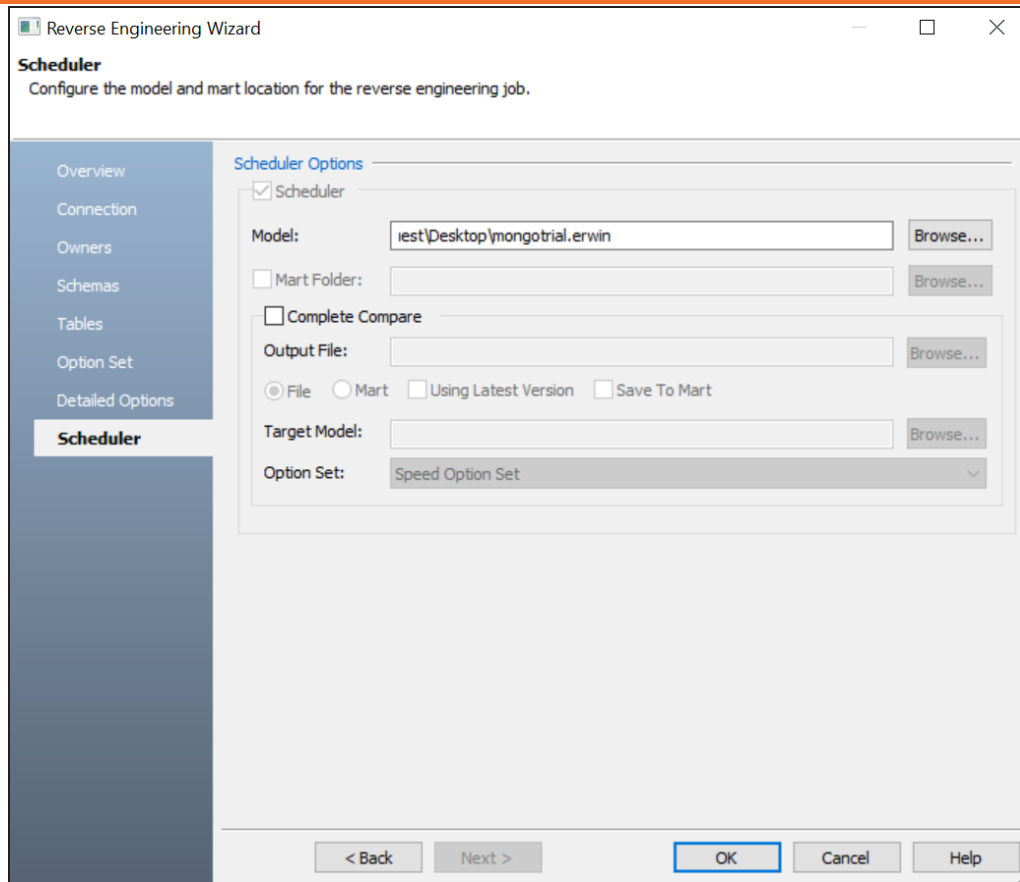 Reverse Engineering Wizard
Scheduler
Configure the model and mart location for the reverse engineering job.
Overview
Connection
Owners
Schemas
Tables
Option Set
Detailed Options
Scheduler
Scheduler Options
Scheduler
Model: est\Desktop\mongotrial.erwin Browse...
Mart Folder: Browse...
Complete Compare
Output File: Browse...
File Mart Using Latest Version Save To Mart
Target Model: Browse...
Option Set: Speed Option Set
< Back Next > OK Cancel Help